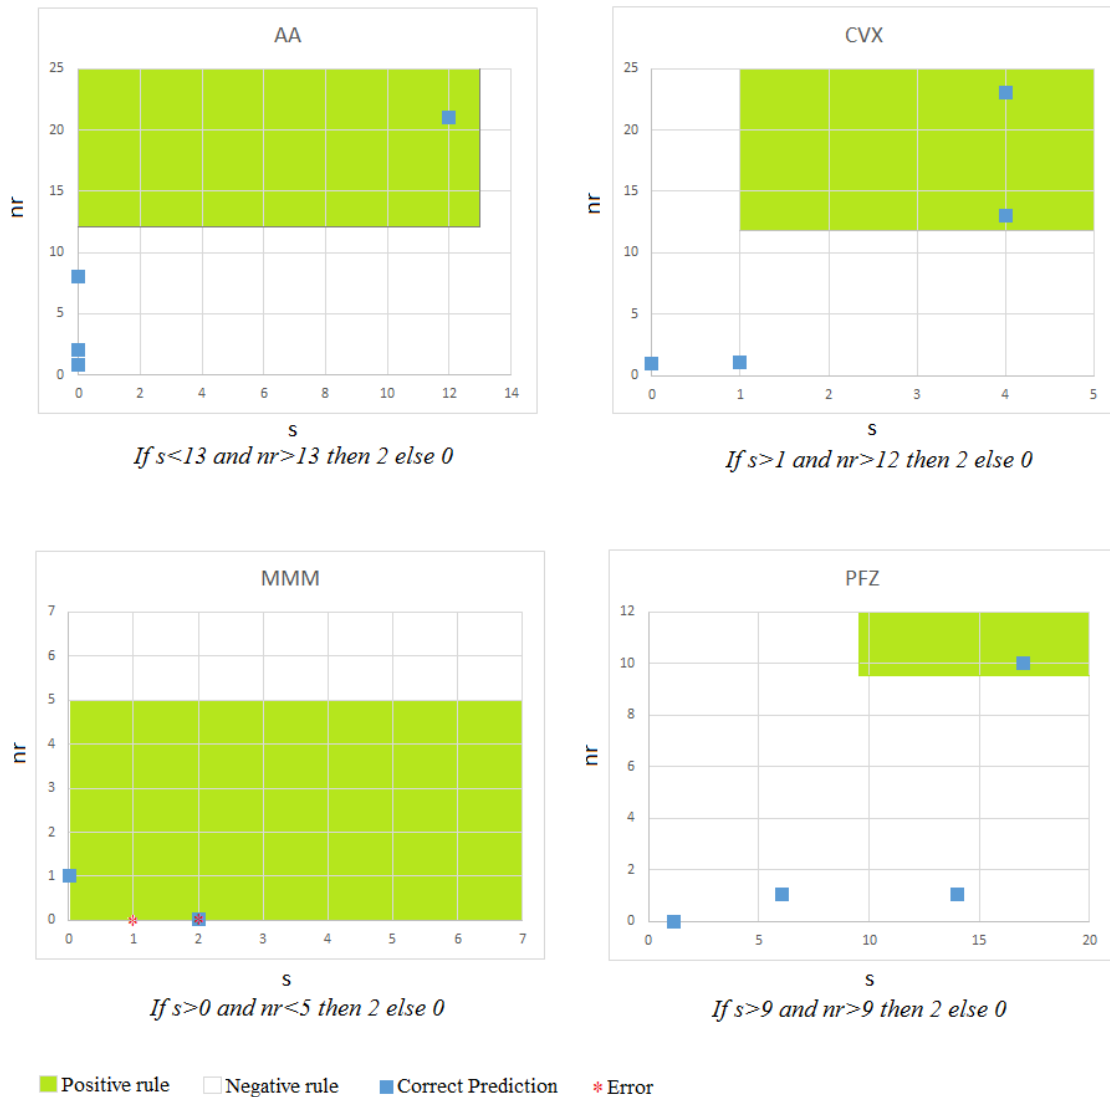 AA
25
20
15
10
5
0
0 2 4 6 8 10 12 14
nr
s
If s<13 and nr>13 then 2 else 0
CVX
25
20
15
10
5
0
0 1 2 3 4 5
nr
s
If s>1 and nr>12 then 2 else 0
MMM
7
6
5
4
3
2
1
0
0 1 2 3 4 5 6 7
nr
s
If s>0 and nr<5 then 2 else 0
PFZ
12
10
8
6
4
2
0
0 5 10 15 20
nr
s
If s>9 and nr>9 then 2 else 0
Positive rule Negative rule Correct Prediction * Error